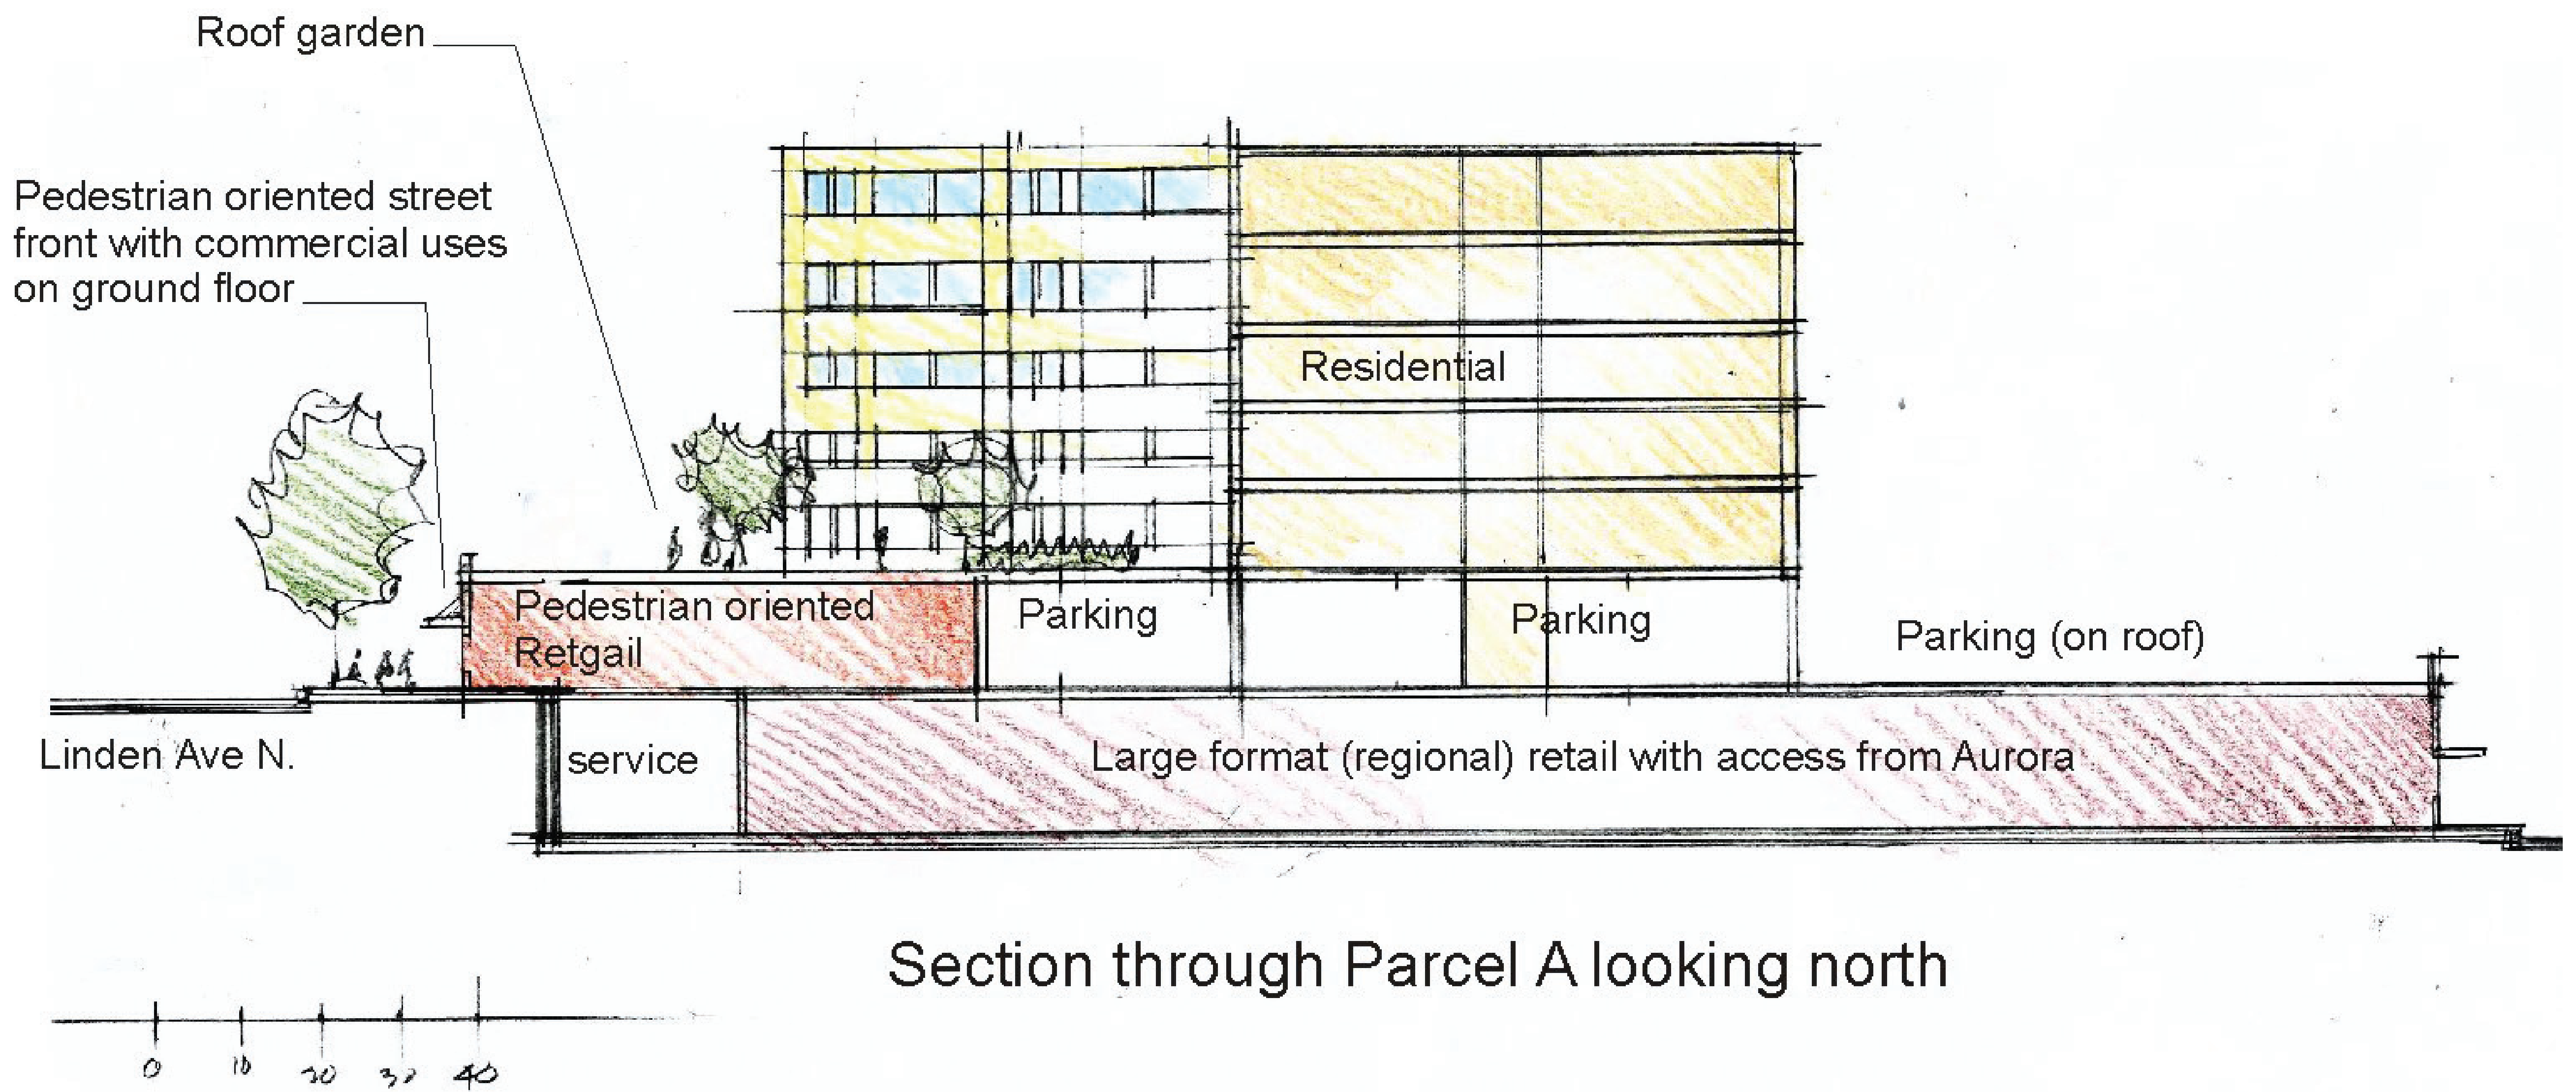 Roof garden
Pedestrian oriented street
front with commercial uses
on ground floor
Residential
Pedestrian oriented
Retgail
Parking
Parking
Parking (on roof)
Linden Ave N.
service
Large format (regional) retail with access from Aurora
Section through Parcel A looking north
0 10 20 30 40